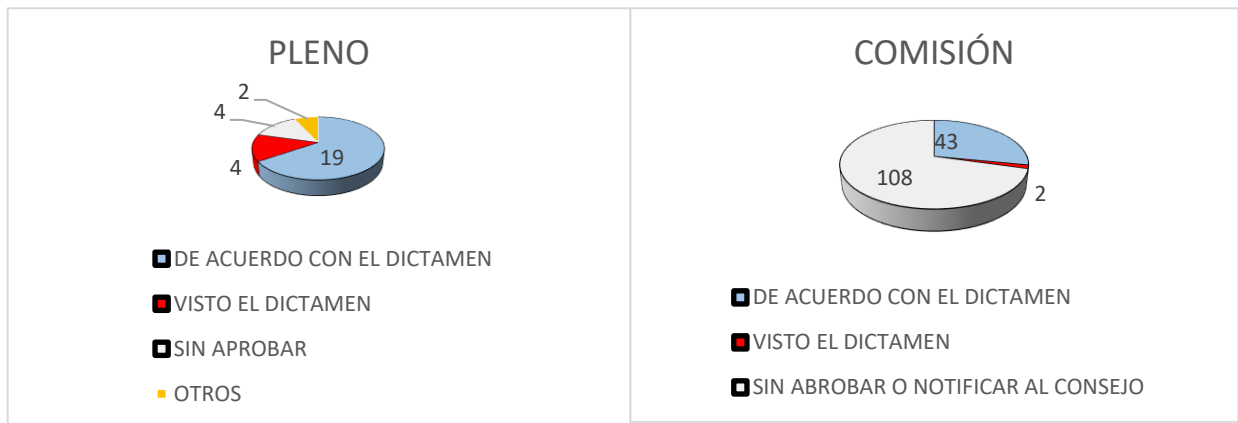 PLENO
2
4
4
19
DE ACUERDO CON EL DICTAMEN
VISTO EL DICTAMEN
SIN APROBAR
OTROS
COMISIÓN
43
108
2
DE ACUERDO CON EL DICTAMEN
VISTO EL DICTAMEN
SIN ABROBAR O NOTIFICAR AL CONSEJO